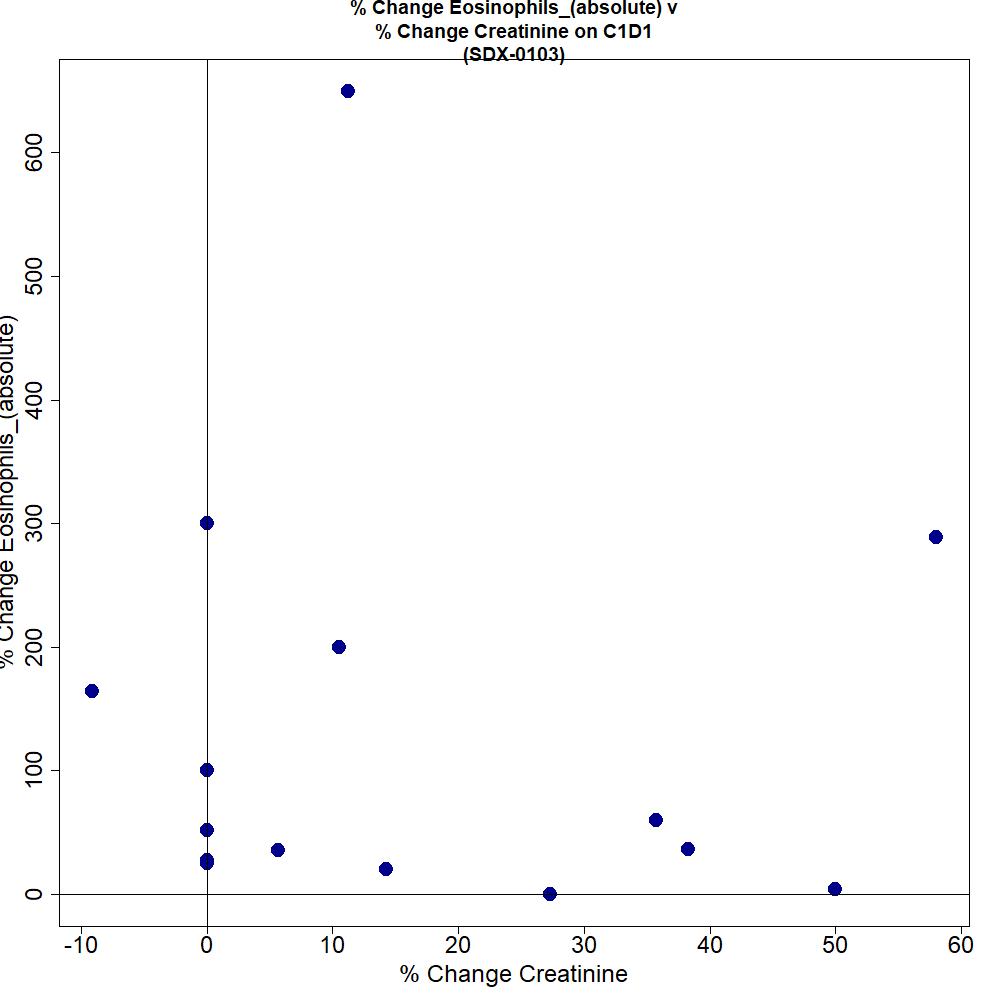 % Change Eosinophils_(absolute) v
% Change Creatinine on C1D1
(SDX-0103)
% Change Eosinophils_(absolute)
600
500
400
300
200
100
0
-10 0 10 20 30 40 50 60
% Change Creatinine